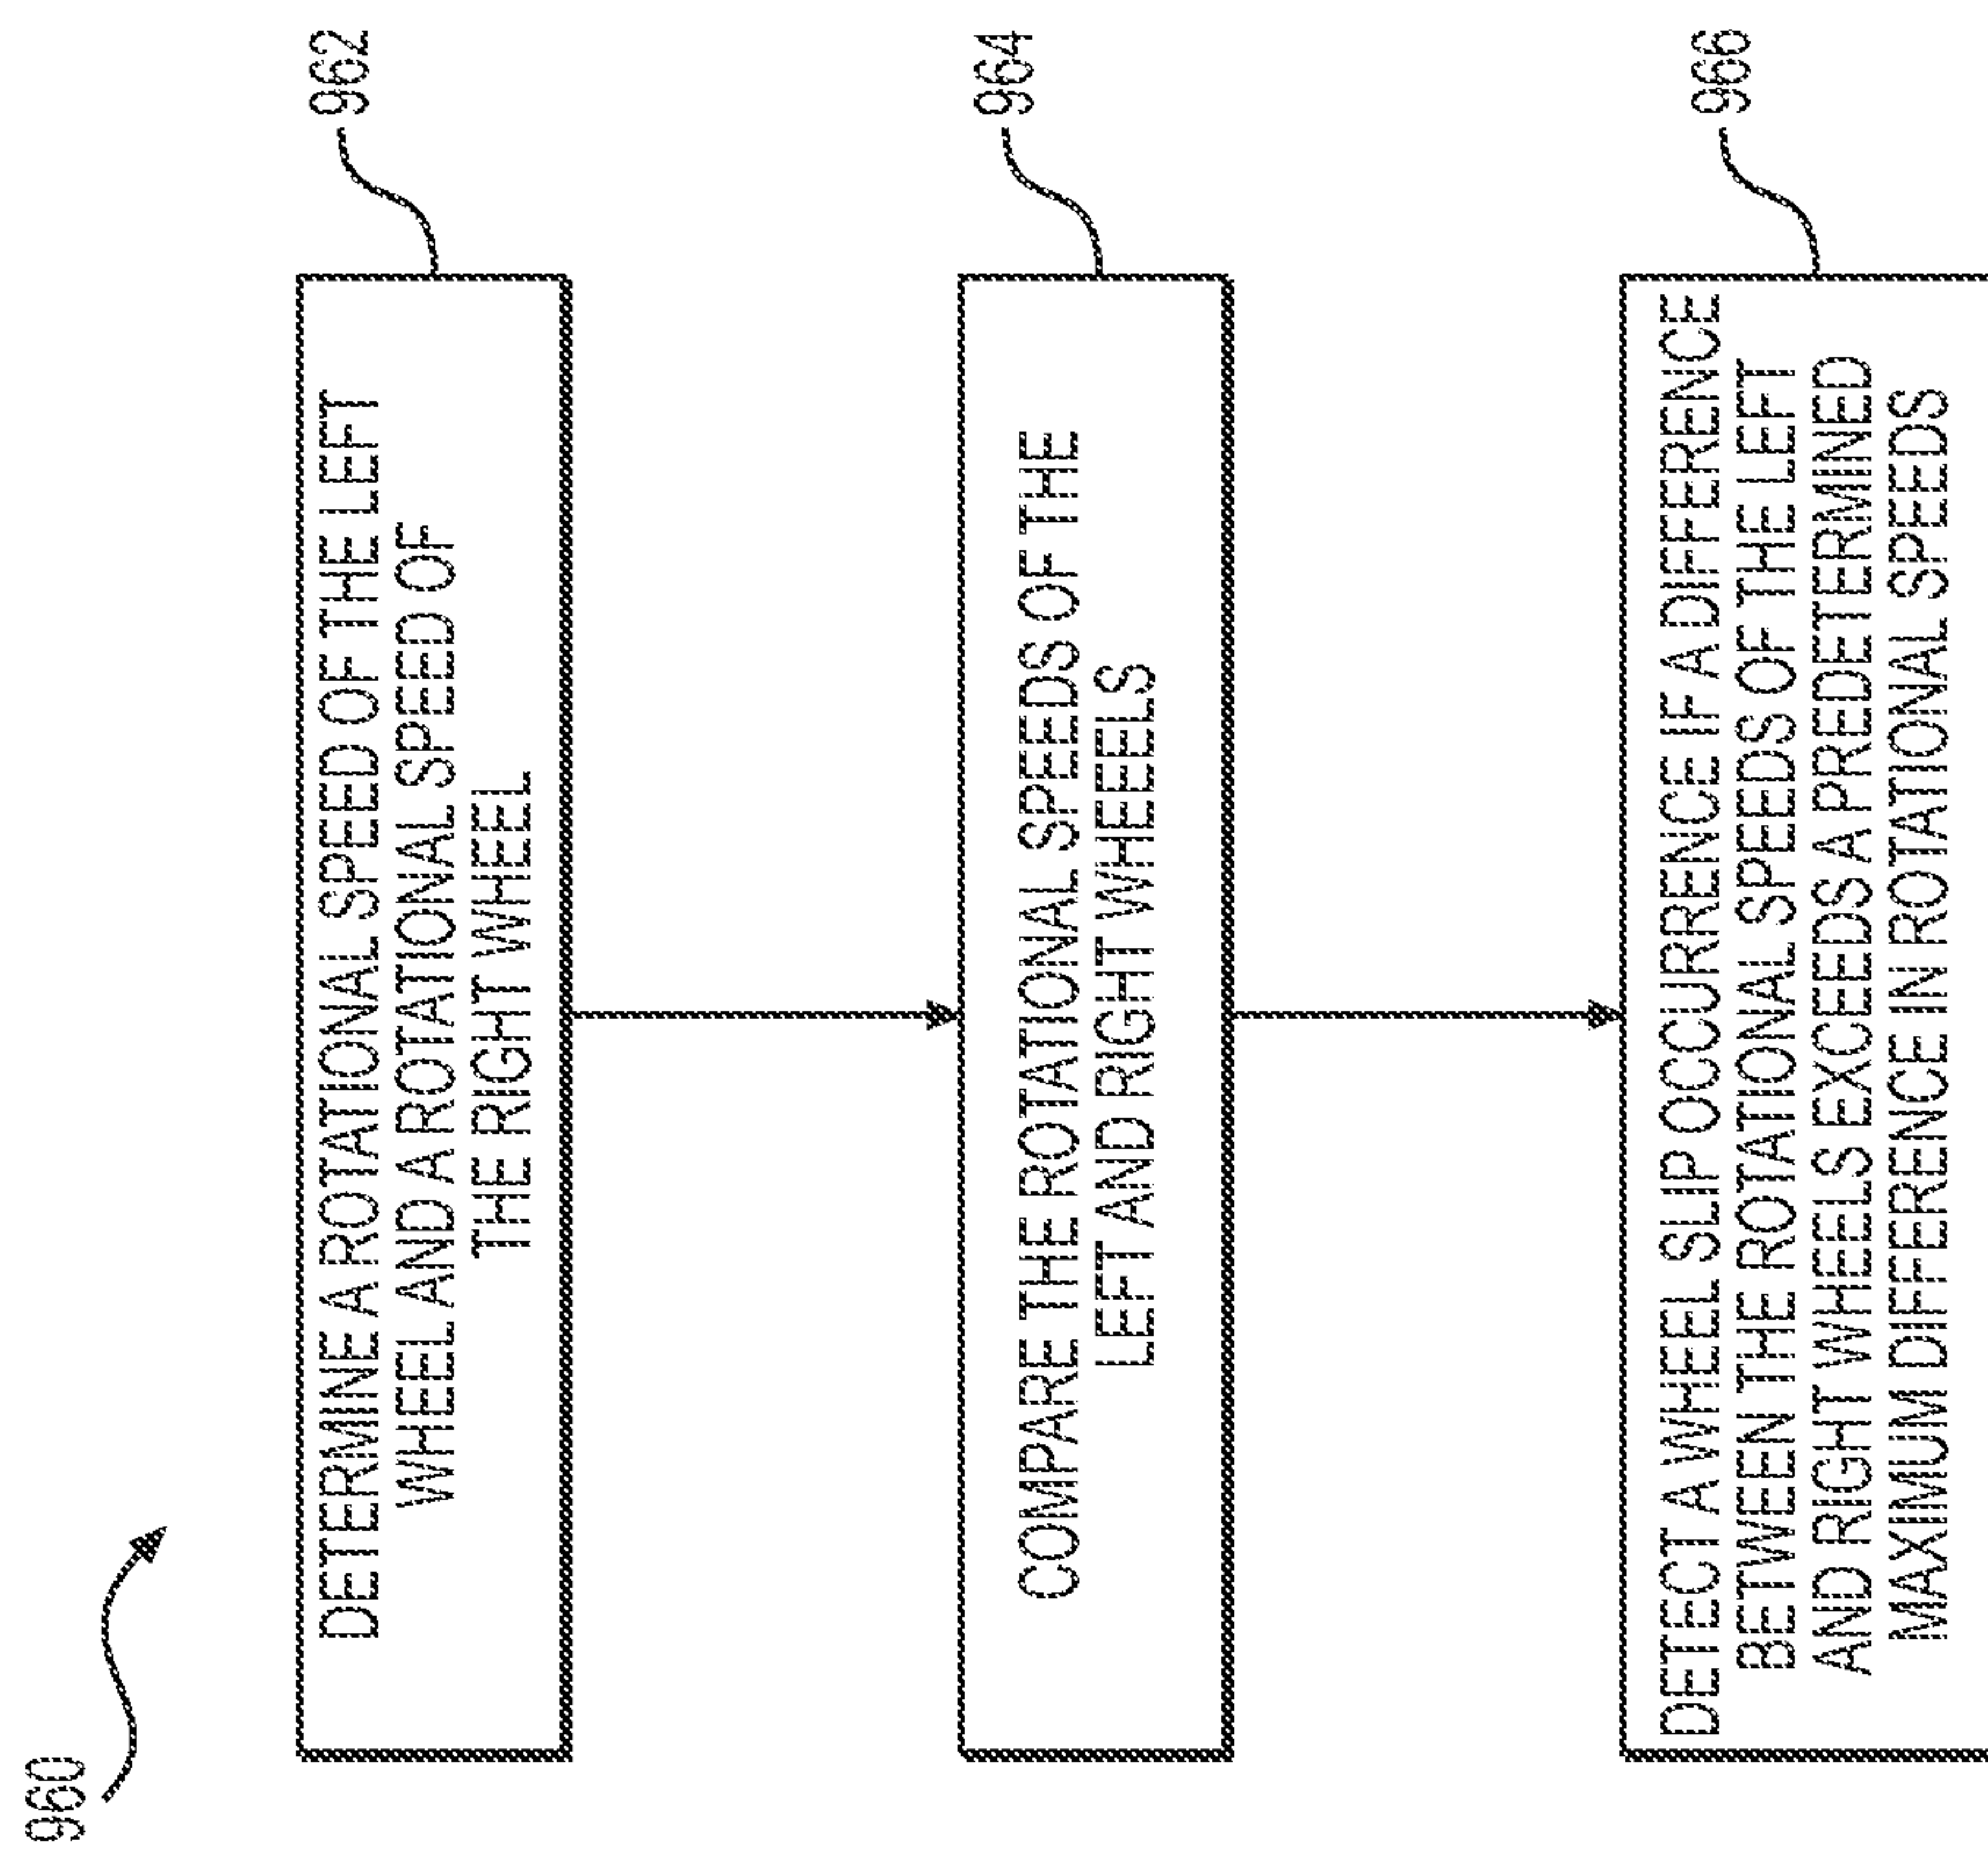 960
962
DETERMINE A ROTATIONAL SPEED OF THE LEFT
WHEEL AND A ROTATIONAL SPEED OF
THE RIGHT WHEEL
964
COMPARE THE ROTATIONAL SPEEDS OF THE
LEFT AND RIGHT WHEELS
966
DETECT A WHEEL SLIP OCCURRENCE IF A DIFFERENCE
BETWEEN THE ROTATIONAL SPEEDS OF THE LEFT
AND RIGHT WHEELS EXCEEDS A PREDETERMINED
MAXIMUM DIFFERENCE IN ROTATIONAL SPEEDS